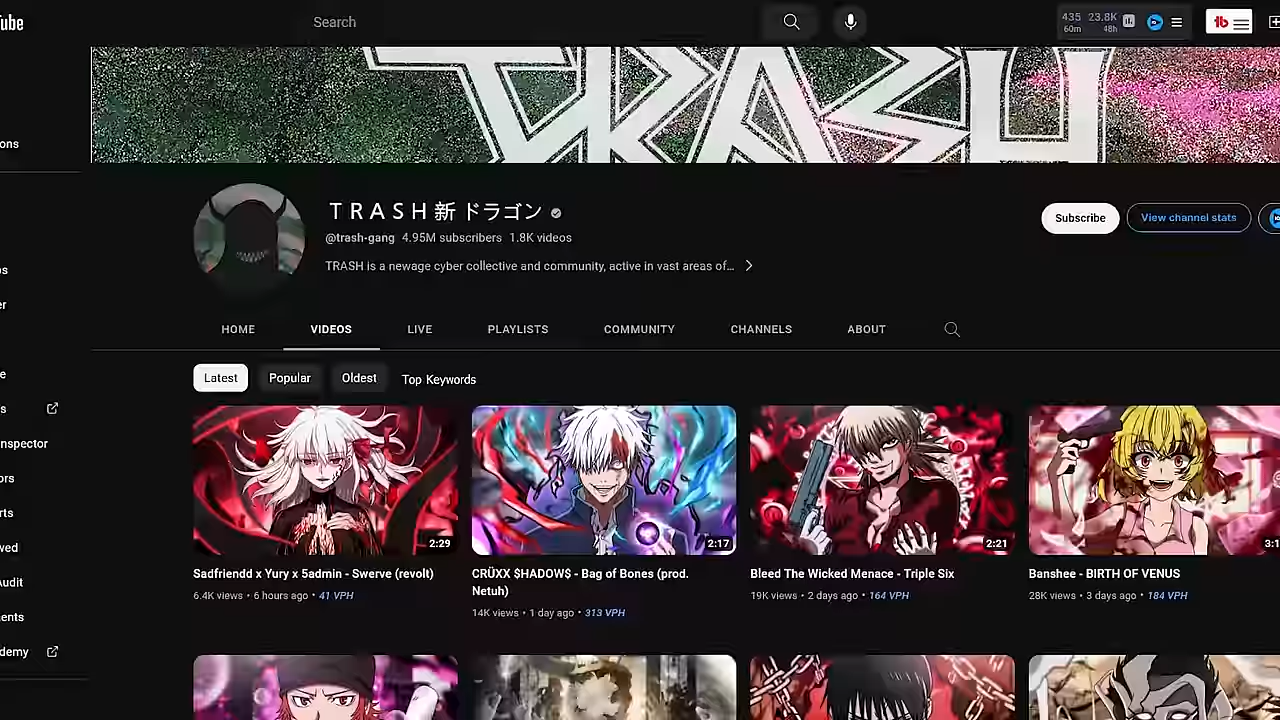 ube
Search
435 23.8K
60m 48h
tb
TRASH
ons
T R A S H 新 ドラゴン
@trash-gang 4.95M subscribers 1.8K videos
Subscribe
View channel stats
TRASH is a newage cyber collective and community, active in vast areas of…
s
er
HOME
VIDEOS
LIVE
PLAYLISTS
COMMUNITY
CHANNELS
ABOUT
e
Latest
Popular
Oldest
Top Keywords
s
nspector
ors
rts
wed
Audit
ents
demy
2:29
2:17
2:21
3:1
Sadfriendd x Yury x 5admin - Swerve (revolt)
6.4K views • 6 hours ago • 41 VPH
CRÜXX $HADOW$ - Bag of Bones (prod.
Netuh)
14K views • 1 day ago • 313 VPH
Bleed The Wicked Menace - Triple Six
19K views • 2 days ago • 164 VPH
Banshee - BIRTH OF VENUS
28K views • 3 days ago • 184 VPH